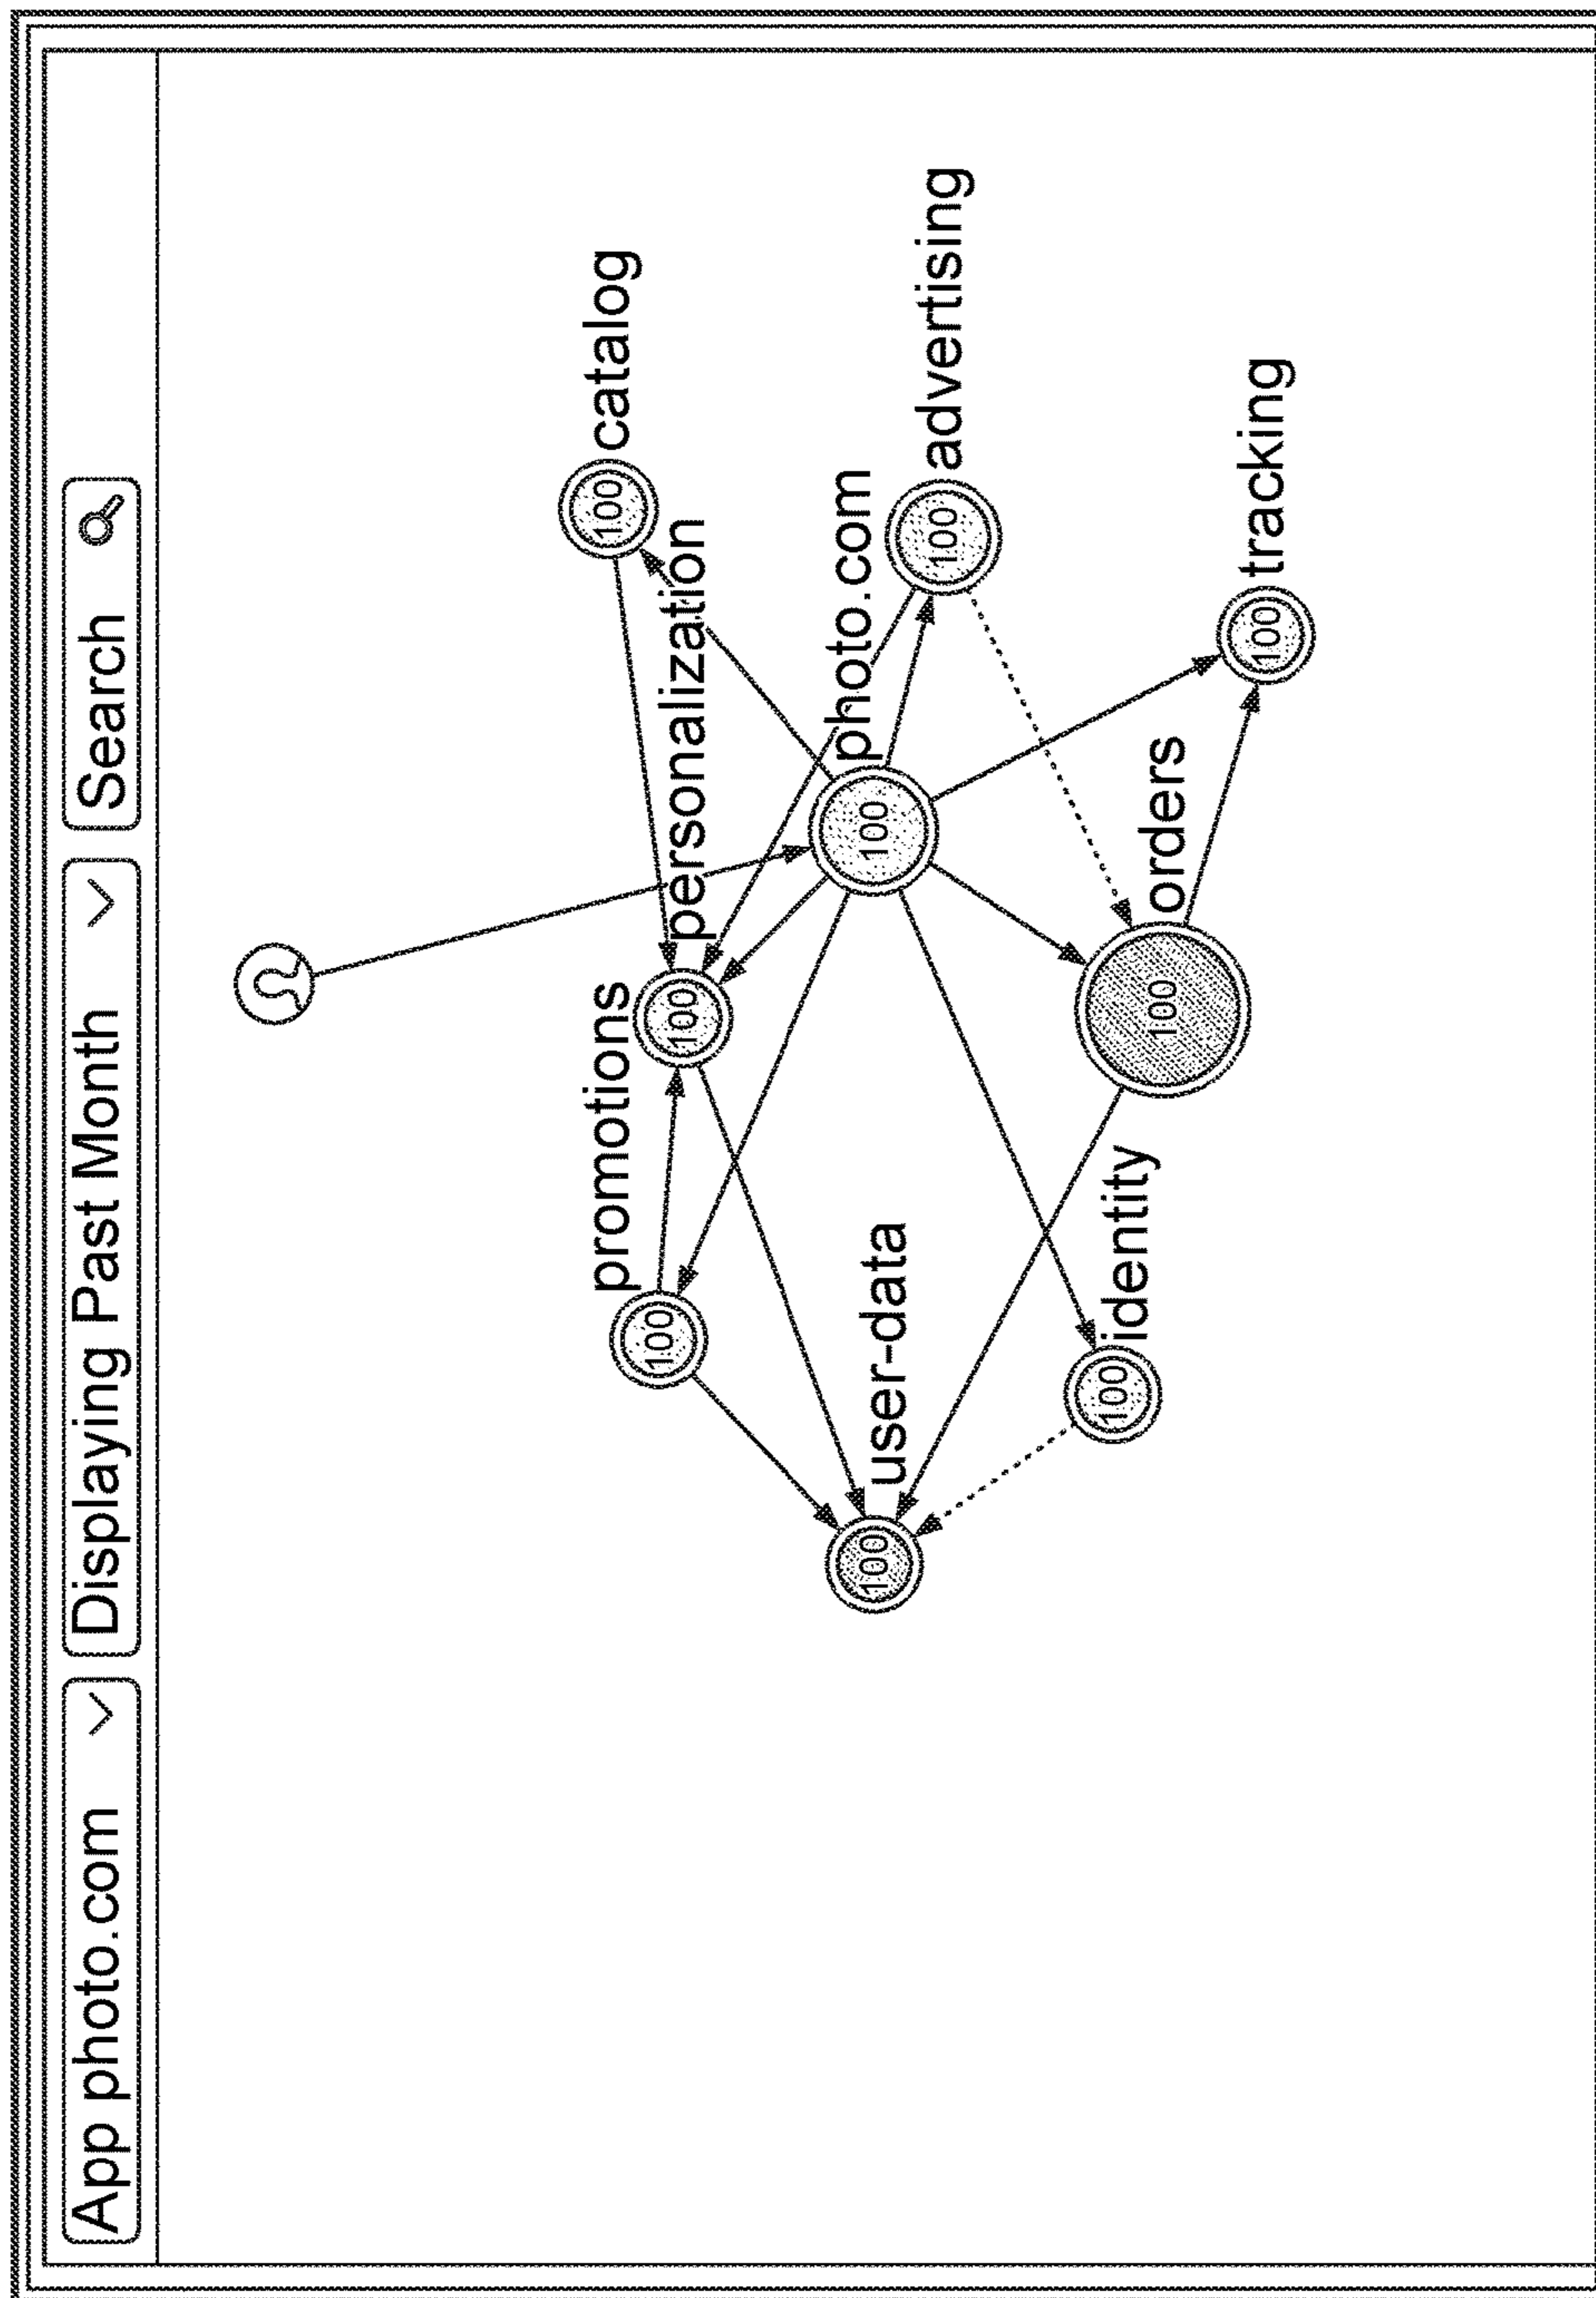 App photo.com
Displaying Past Month
Search
100 catalog
promotions
100 personalization
100
user-data
100 photo.com
100
100 advertising
identity
100
orders
100
100 tracking